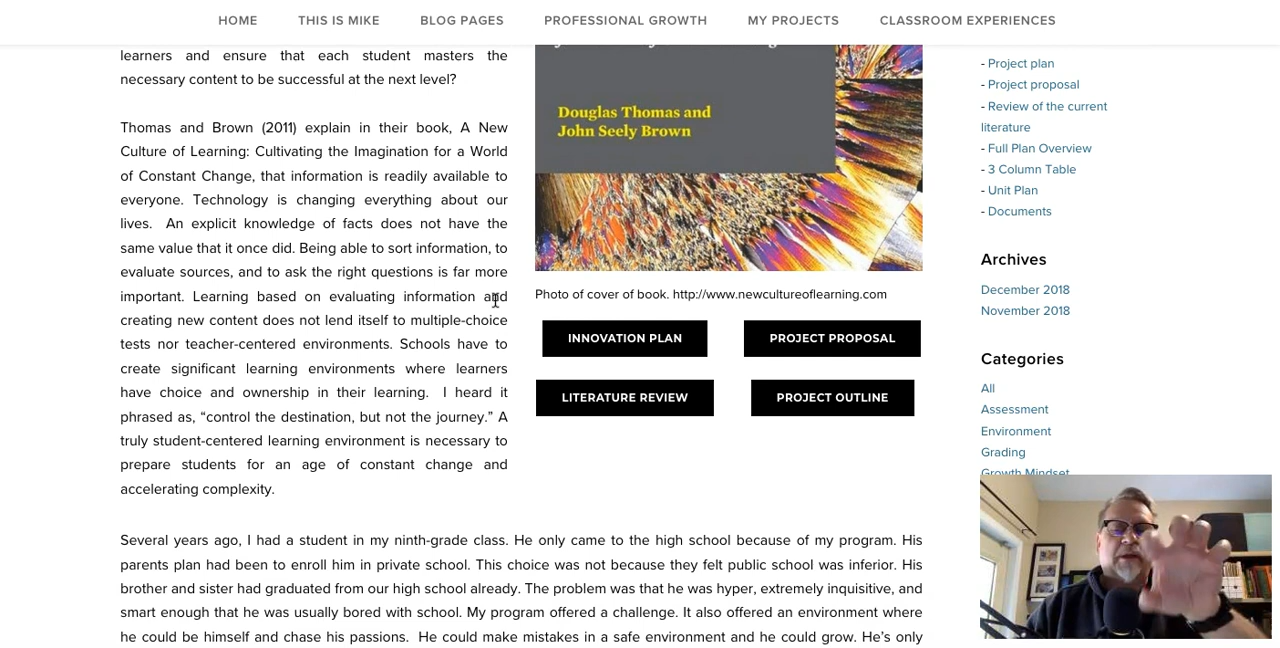 HOME THIS IS MIKE BLOG PAGES PROFESSIONAL GROWTH MY PROJECTS CLASSROOM EXPERIENCES
learners and ensure that each student masters the
necessary content to be successful at the next level?
Thomas and Brown (2011) explain in their book, A New
Culture of Learning: Cultivating the Imagination for a World
of Constant Change, that information is readily available to
everyone. Technology is changing everything about our
lives. An explicit knowledge of facts does not have the
same value that it once did. Being able to sort information, to
evaluate sources, and to ask the right questions is far more
important. Learning based on evaluating information and
creating new content does not lend itself to multiple-choice
tests nor teacher-centered environments. Schools have to
create significant learning environments where learners
have choice and ownership in their learning. I heard it
phrased as, “control the destination, but not the journey.” A
truly student-centered learning environment is necessary to
prepare students for an age of constant change and
accelerating complexity.
Douglas Thomas and
John Seely Brown
Photo of cover of book. http://www.newcultureoflearning.com
INNOVATION PLAN
PROJECT PROPOSAL
LITERATURE REVIEW
PROJECT OUTLINE
Several years ago, I had a student in my ninth-grade class. He only came to the high school because of my program. His
parents plan had been to enroll him in private school. This choice was not because they felt public school was inferior. His
brother and sister had graduated from our high school already. The problem was that he was hyper, extremely inquisitive, and
smart enough that he was usually bored with school. My program offered a challenge. It also offered an environment where
he could be himself and chase his passions. He could make mistakes in a safe environment and he could grow. He’s only
- Project plan
- Project proposal
- Review of the current
literature
- Full Plan Overview
- 3 Column Table
- Unit Plan
- Documents
Archives
December 2018
November 2018
Categories
All
Assessment
Environment
Grading
Growth Mindset